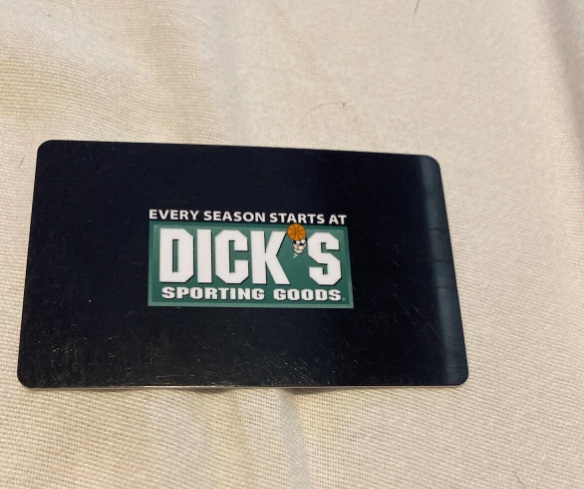 EVERY SEASON STARTS AT
DICK'S
SPORTING GOODS